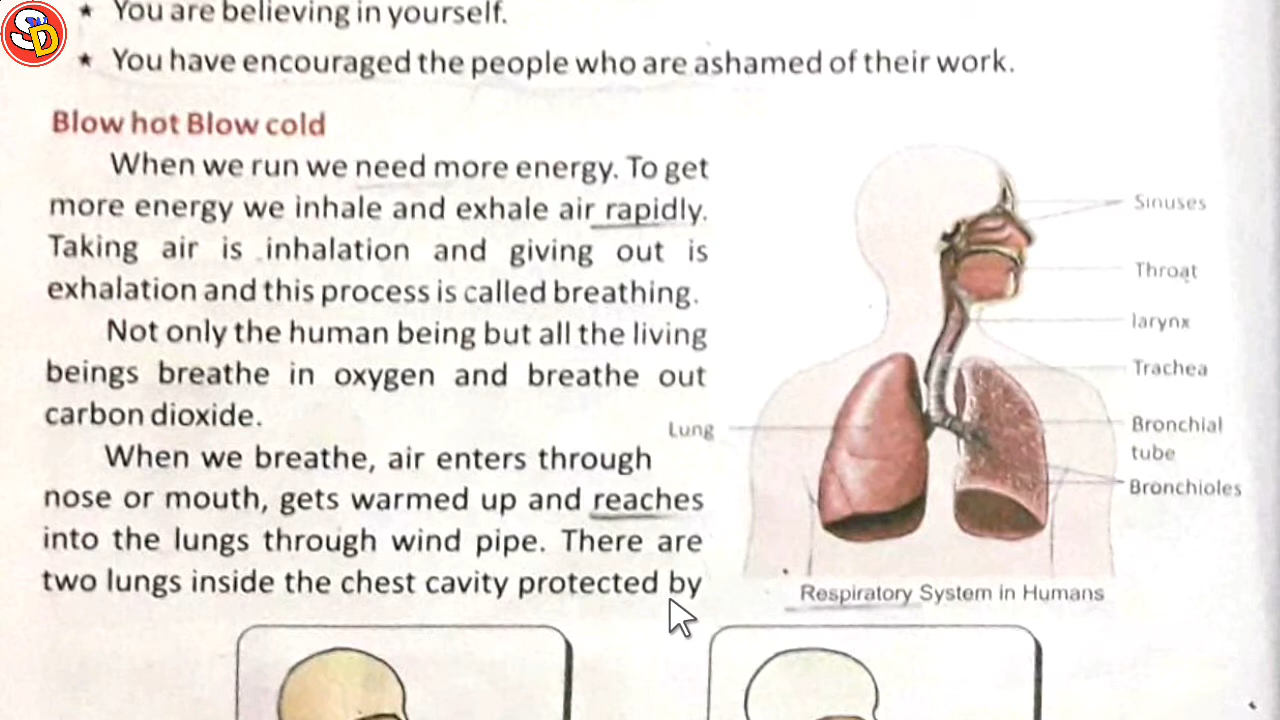 ★ You are believing in yourself.
★ You have encouraged the people who are ashamed of their work.
Blow hot Blow cold
When we run we need more energy. To get
more energy we inhale and exhale air rapidly.
Taking air is inhalation and giving out is
exhalation and this process is called breathing.
Not only the human being but all the living
beings breathe in oxygen and breathe out
carbon dioxide.
When we breathe, air enters through
nose or mouth, gets warmed up and reaches
into the lungs through wind pipe. There are
two lungs inside the chest cavity protected by
Sinuses
Throat
larynx
Trachea
Lung
Bronchial
tube
Bronchioles
Respiratory System in Humans